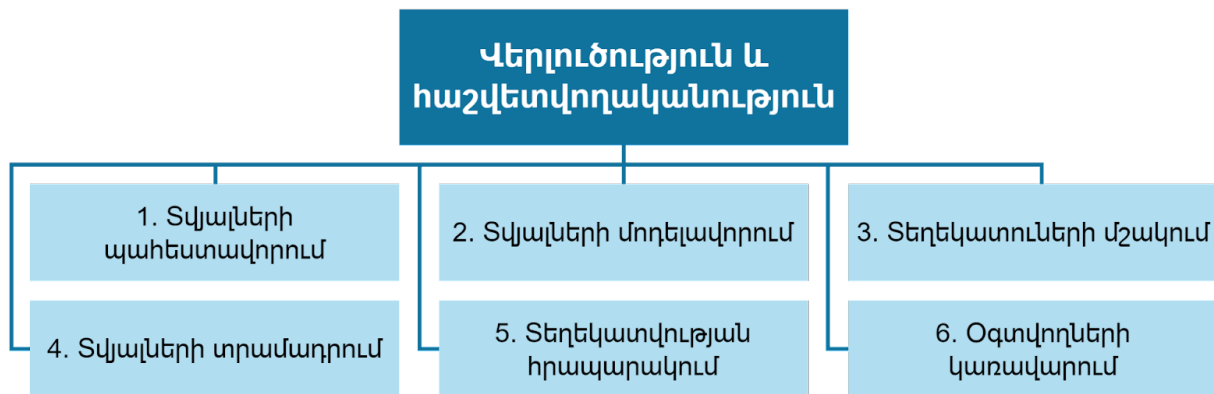 Վերլուծություն և
հաշվետվողականություն
1. Տվյալների
պահեստավորում
2. Տվյալների մոդելավորում
3. Տեղեկատուների մշակում
4. Տվյալների տրամադրում
5. Տեղեկատվության
հրապարակում
6. Օգտվողների
կառավարում